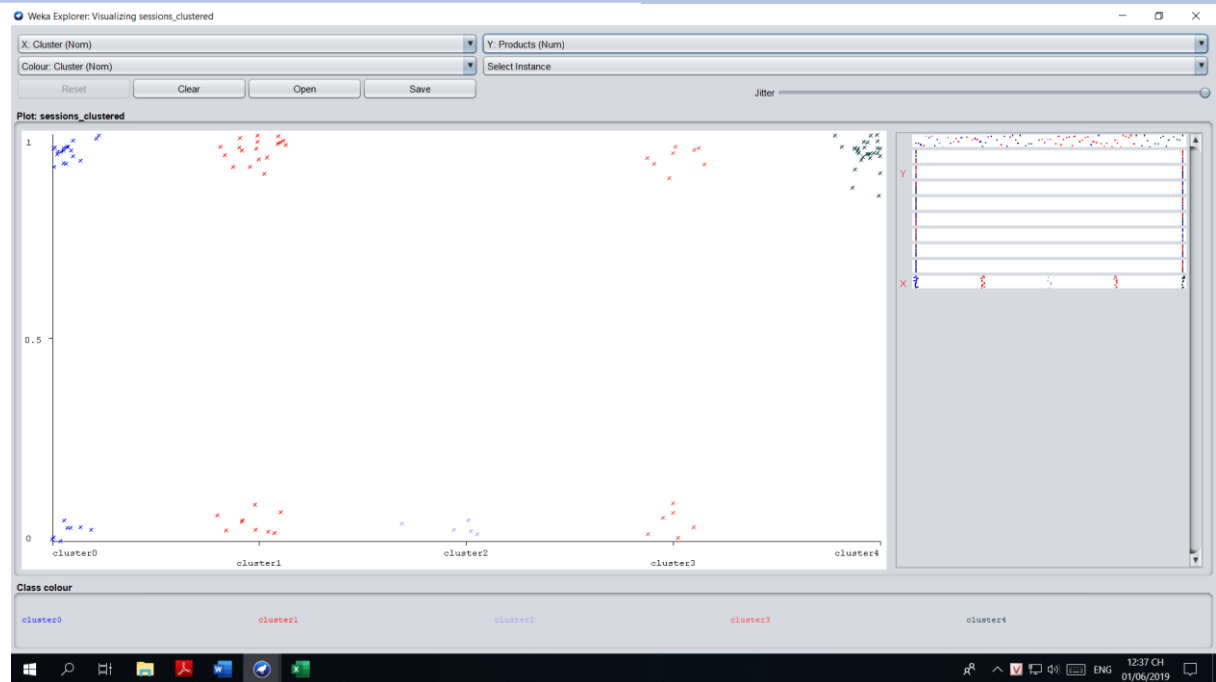 Weka Explorer: Visualizing sessions_clustered
X: Cluster (Nom)
Y: Products (Num)
Colour: Cluster (Nom)
Select Instance
Reset
Clear
Open
Save
Jitter
Plot: sessions_clustered
1
0.5
0
cluster0
cluster1
cluster2
cluster3
cluster4
Y
X
Class colour
cluster0
cluster1
cluster2
cluster3
cluster4
ENG
12:37 CH
01/06/2019